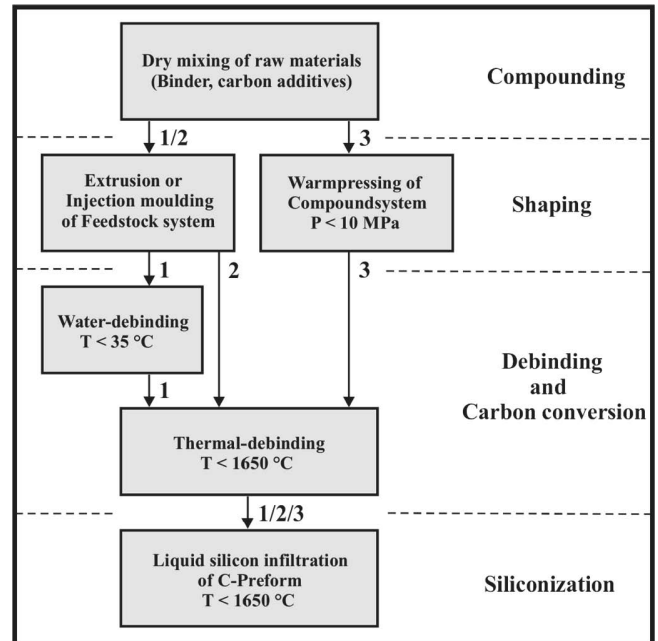 Dry mixing of raw materials
(Binder, carbon additives)
Compounding
1/2
3
Extrusion or
Injection moulding
of Feedstock system
Warmpressing of
Compoundsystem
P < 10 MPa
Shaping
1
2
3
Water-debinding
T < 35 °C
1
Debinding
and
Carbon conversion
Thermal-debinding
T < 1650 °C
1/2/3
Liquid silicon infiltration
of C-Preform
T < 1650 °C
Siliconization